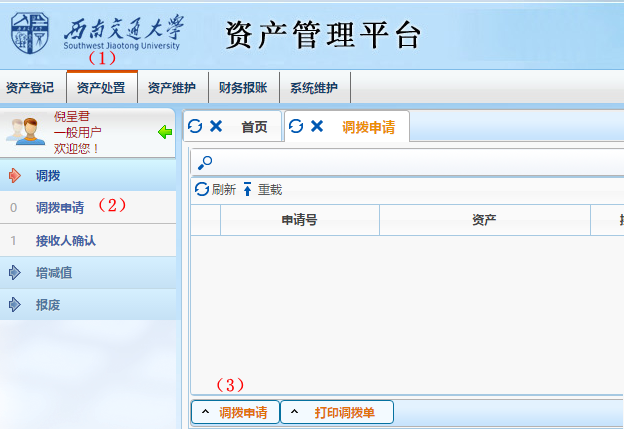 西南交通大学
Southwest Jiaotong University
资产管理平台
（1）
资产登记 资产处置 资产维护 财务报账 系统维护
倪呈君
一般用户
欢迎您！
首页 调拨申请
调拨
刷新 重载
0 调拨申请 （2）
申请号 资产
1 接收人确认
增减值
报废
（3）
调拨申请 打印调拨单